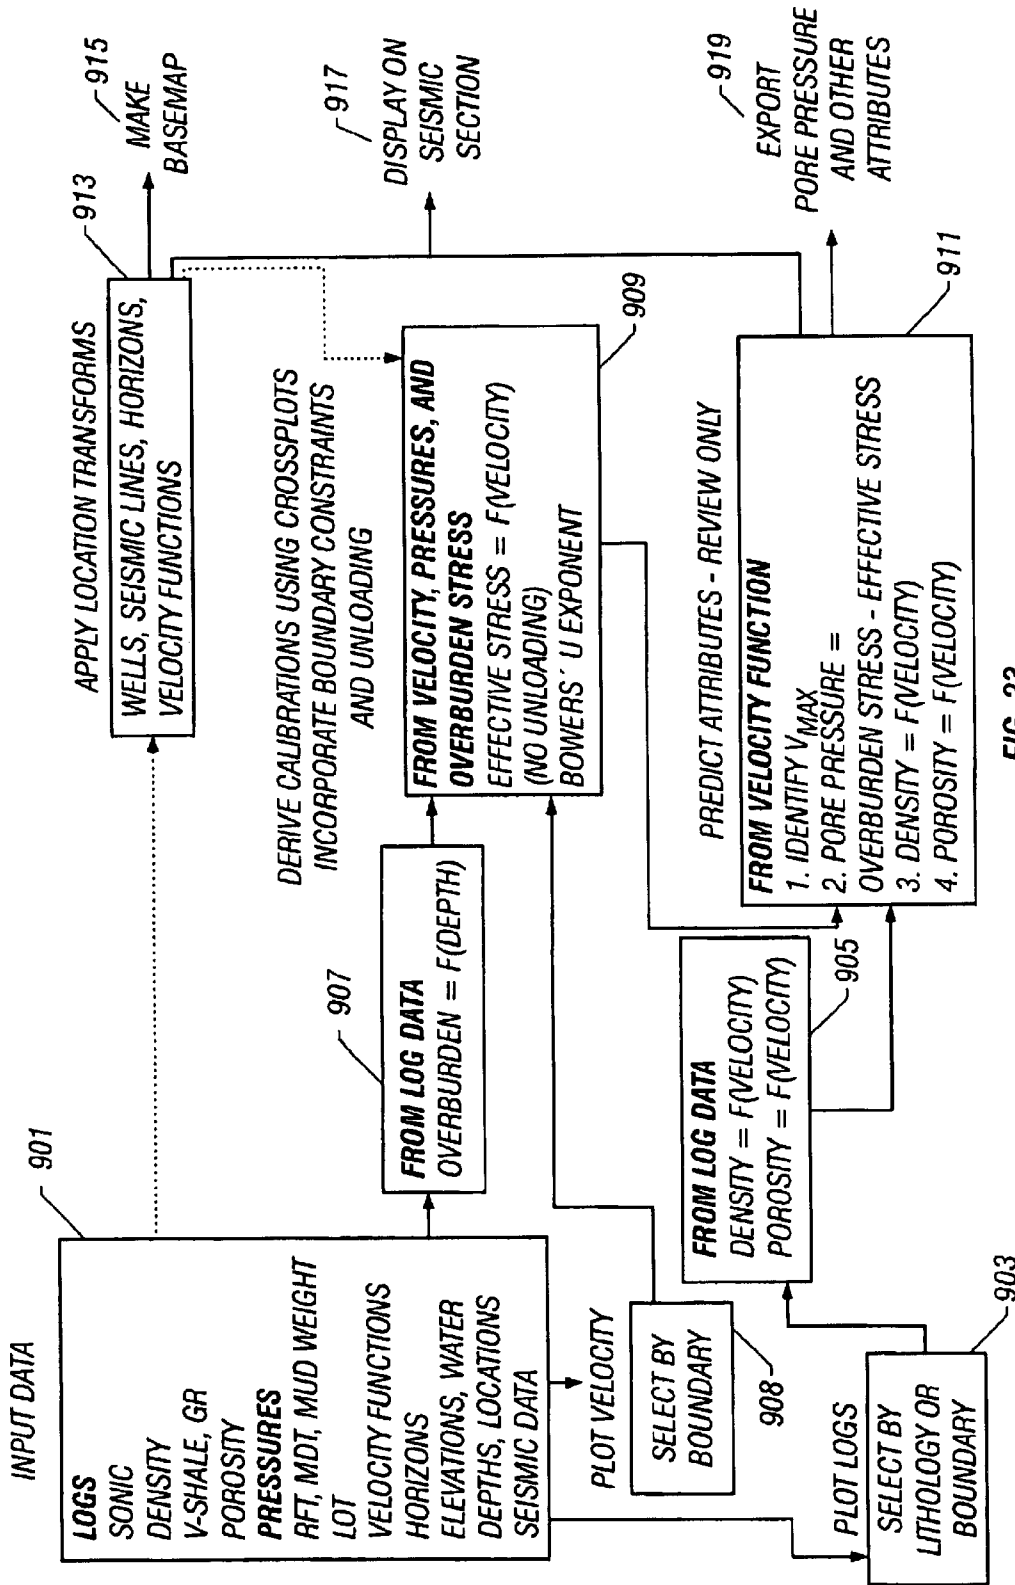 INPUT DATA
901
LOGS
SONIC
DENSITY
V-SHALE, GR
POROSITY
PRESSURES
RFT, MDT, MUD WEIGHT
LOT
VELOCITY FUNCTIONS
HORIZONS
ELEVATIONS, WATER
DEPTHS, LOCATIONS
SEISMIC DATA
PLOT VELOCITY
SELECT BY
BOUNDARY
908
PLOT LOGS
SELECT BY
LITHOLOGY OR
BOUNDARY
903
907
FROM LOG DATA
OVERBURDEN = F(DEPTH)
FROM LOG DATA
DENSITY = F(VELOCITY)
POROSITY = F(VELOCITY)
905
APPLY LOCATION TRANSFORMS
913
WELLS, SEISMIC LINES, HORIZONS,
VELOCITY FUNCTIONS
DERIVE CALIBRATIONS USING CROSSPLOTS
INCORPORATE BOUNDARY CONSTRAINTS
AND UNLOADING
FROM VELOCITY, PRESSURES, AND
OVERBURDEN STRESS
EFFECTIVE STRESS = F(VELOCITY)
(NO UNLOADING)
BOWERS' U EXPONENT
909
PREDICT ATTRIBUTES - REVIEW ONLY
FROM VELOCITY FUNCTION
1. IDENTIFY VMAX
2. PORE PRESSURE =
OVERBURDEN STRESS - EFFECTIVE STRESS
3. DENSITY = F(VELOCITY)
4. POROSITY = F(VELOCITY)
911
915
MAKE
BASEMAP
917
DISPLAY ON
SEISMIC
SECTION
919
EXPORT
PORE PRESSURE
AND OTHER
ATTRIBUTES
FIG. 23